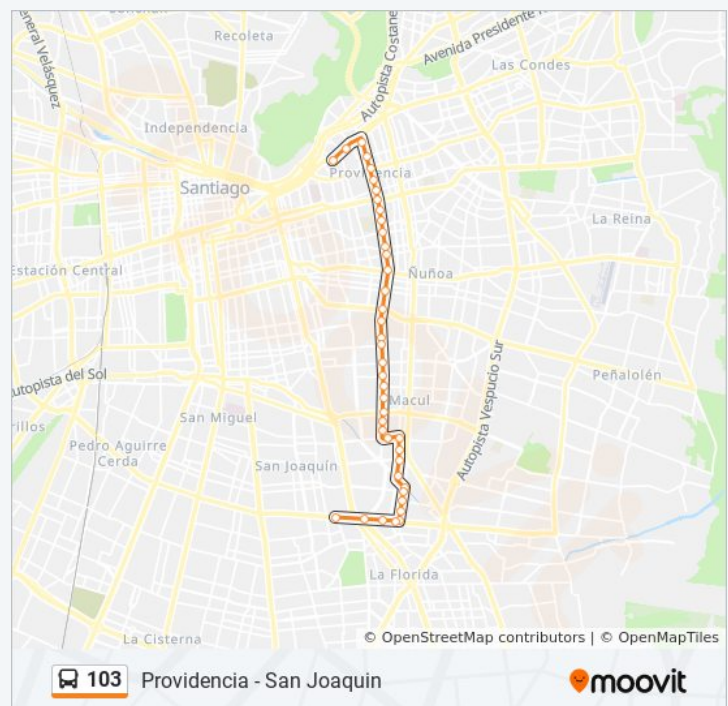 Recoleta
General Velásquez
Autopista Costane
Avenida Presidente
Las Condes
Independencia
Providencia
Santiago
La Reina
Estación Central
Ñuñoa
Autopista del Sol
Peñalolén
Macul
San Miguel
Autopista Vespucio Sur
rillos
Pedro Aguirre
Cerda
San Joaquín
La Florida
La Cisterna
© OpenStreetMap contributors | © OpenMapTiles
103 Providencia - San Joaquin
moovit